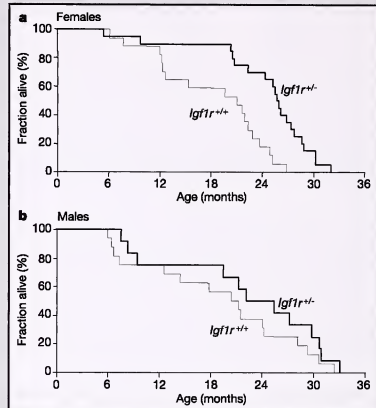 a Females
Fraction alive (%)
100
80
60
40
20
0
Igf1r+/-
Igf1r+/+
0 6 12 18 24 30 36
Age (months)
b Males
Fraction alive (%)
100
80
60
40
20
0
Igf1r+/-
Igf1r+/+
0 6 12 18 24 30 36
Age (months)